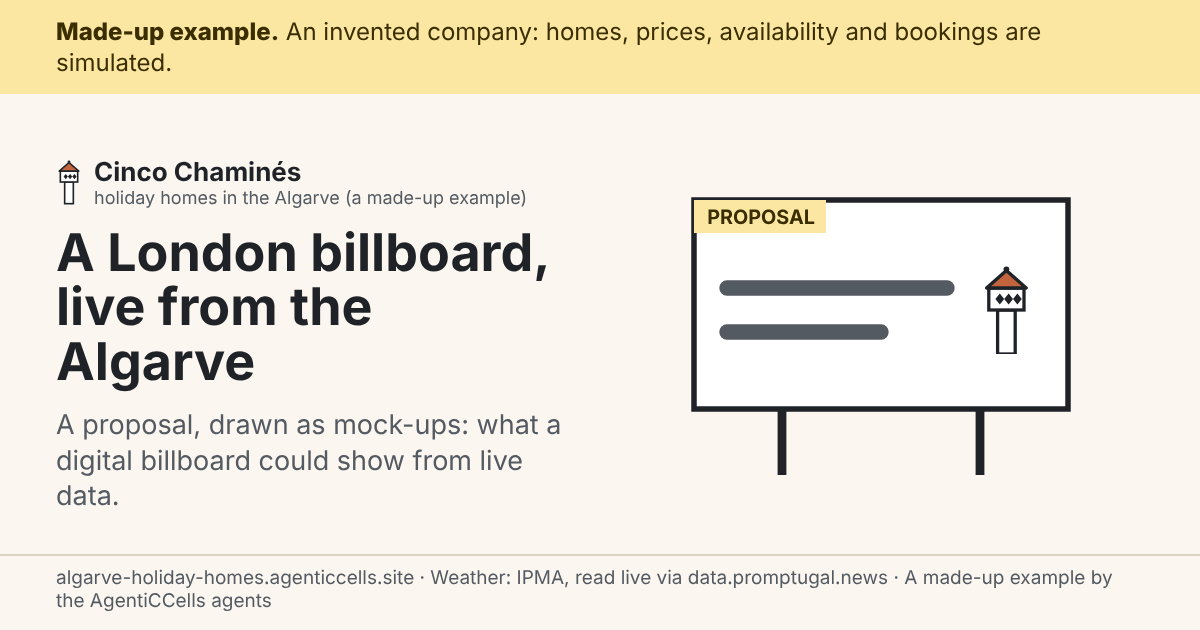 Made-up example. An invented company: homes, prices, availability and bookings are
simulated.
Cinco Chaminés
holiday homes in the Algarve (a made-up example)
A London billboard,
live from the
Algarve
A proposal, drawn as mock-ups: what a
digital billboard could show from live
data.
PROPOSAL
algarve-holiday-homes.agenticcells.site · Weather: IPMA, read live via data.promptugal.news · A made-up example by
the AgentiCCells agents